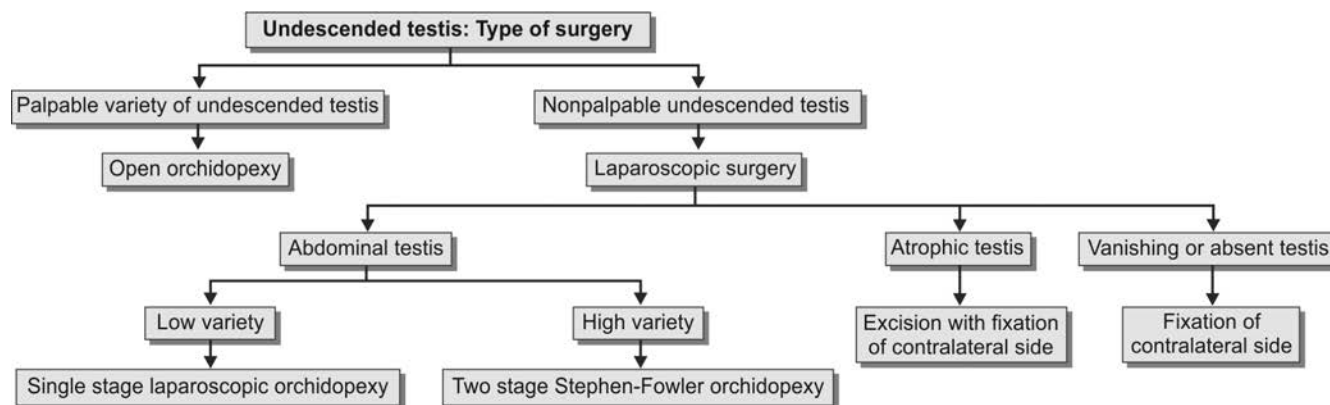 Undescended testis: Type of surgery
Palpable variety of undescended testis
Nonpalpable undescended testis
Open orchidopexy
Laparoscopic surgery
Abdominal testis
Atrophic testis
Vanishing or absent testis
Low variety
High variety
Excision with fixation
of contralateral side
Fixation of
contralateral side
Single stage laparoscopic orchidopexy
Two stage Stephen-Fowler orchidopexy